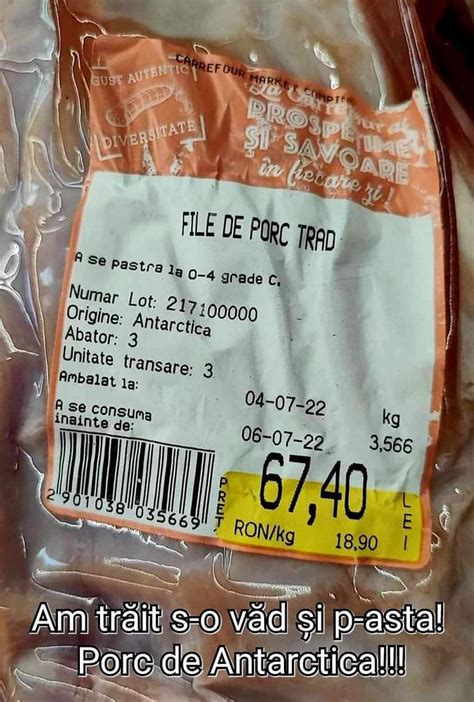 CARREFOUR MARKET
GUST AUTENTIC
DIVERSITATE
PROSPEȚIME
ȘI SAVOARE
în fiecare zi!
FILE DE PORC TRAD
A se pastra la 0-4 grade C.
Numar Lot: 217100000
Origine: Antarctica
Abator: 3
Unitate transare: 3
Ambalat la:
04-07-22
kg
A se consuma
inainte de:
06-07-22
3,566
2 901038 035669
PRET
67,40
LEI
RON/kg
18,90
Am trăit s-o văd și p-asta!
Porc de Antarctica!!!